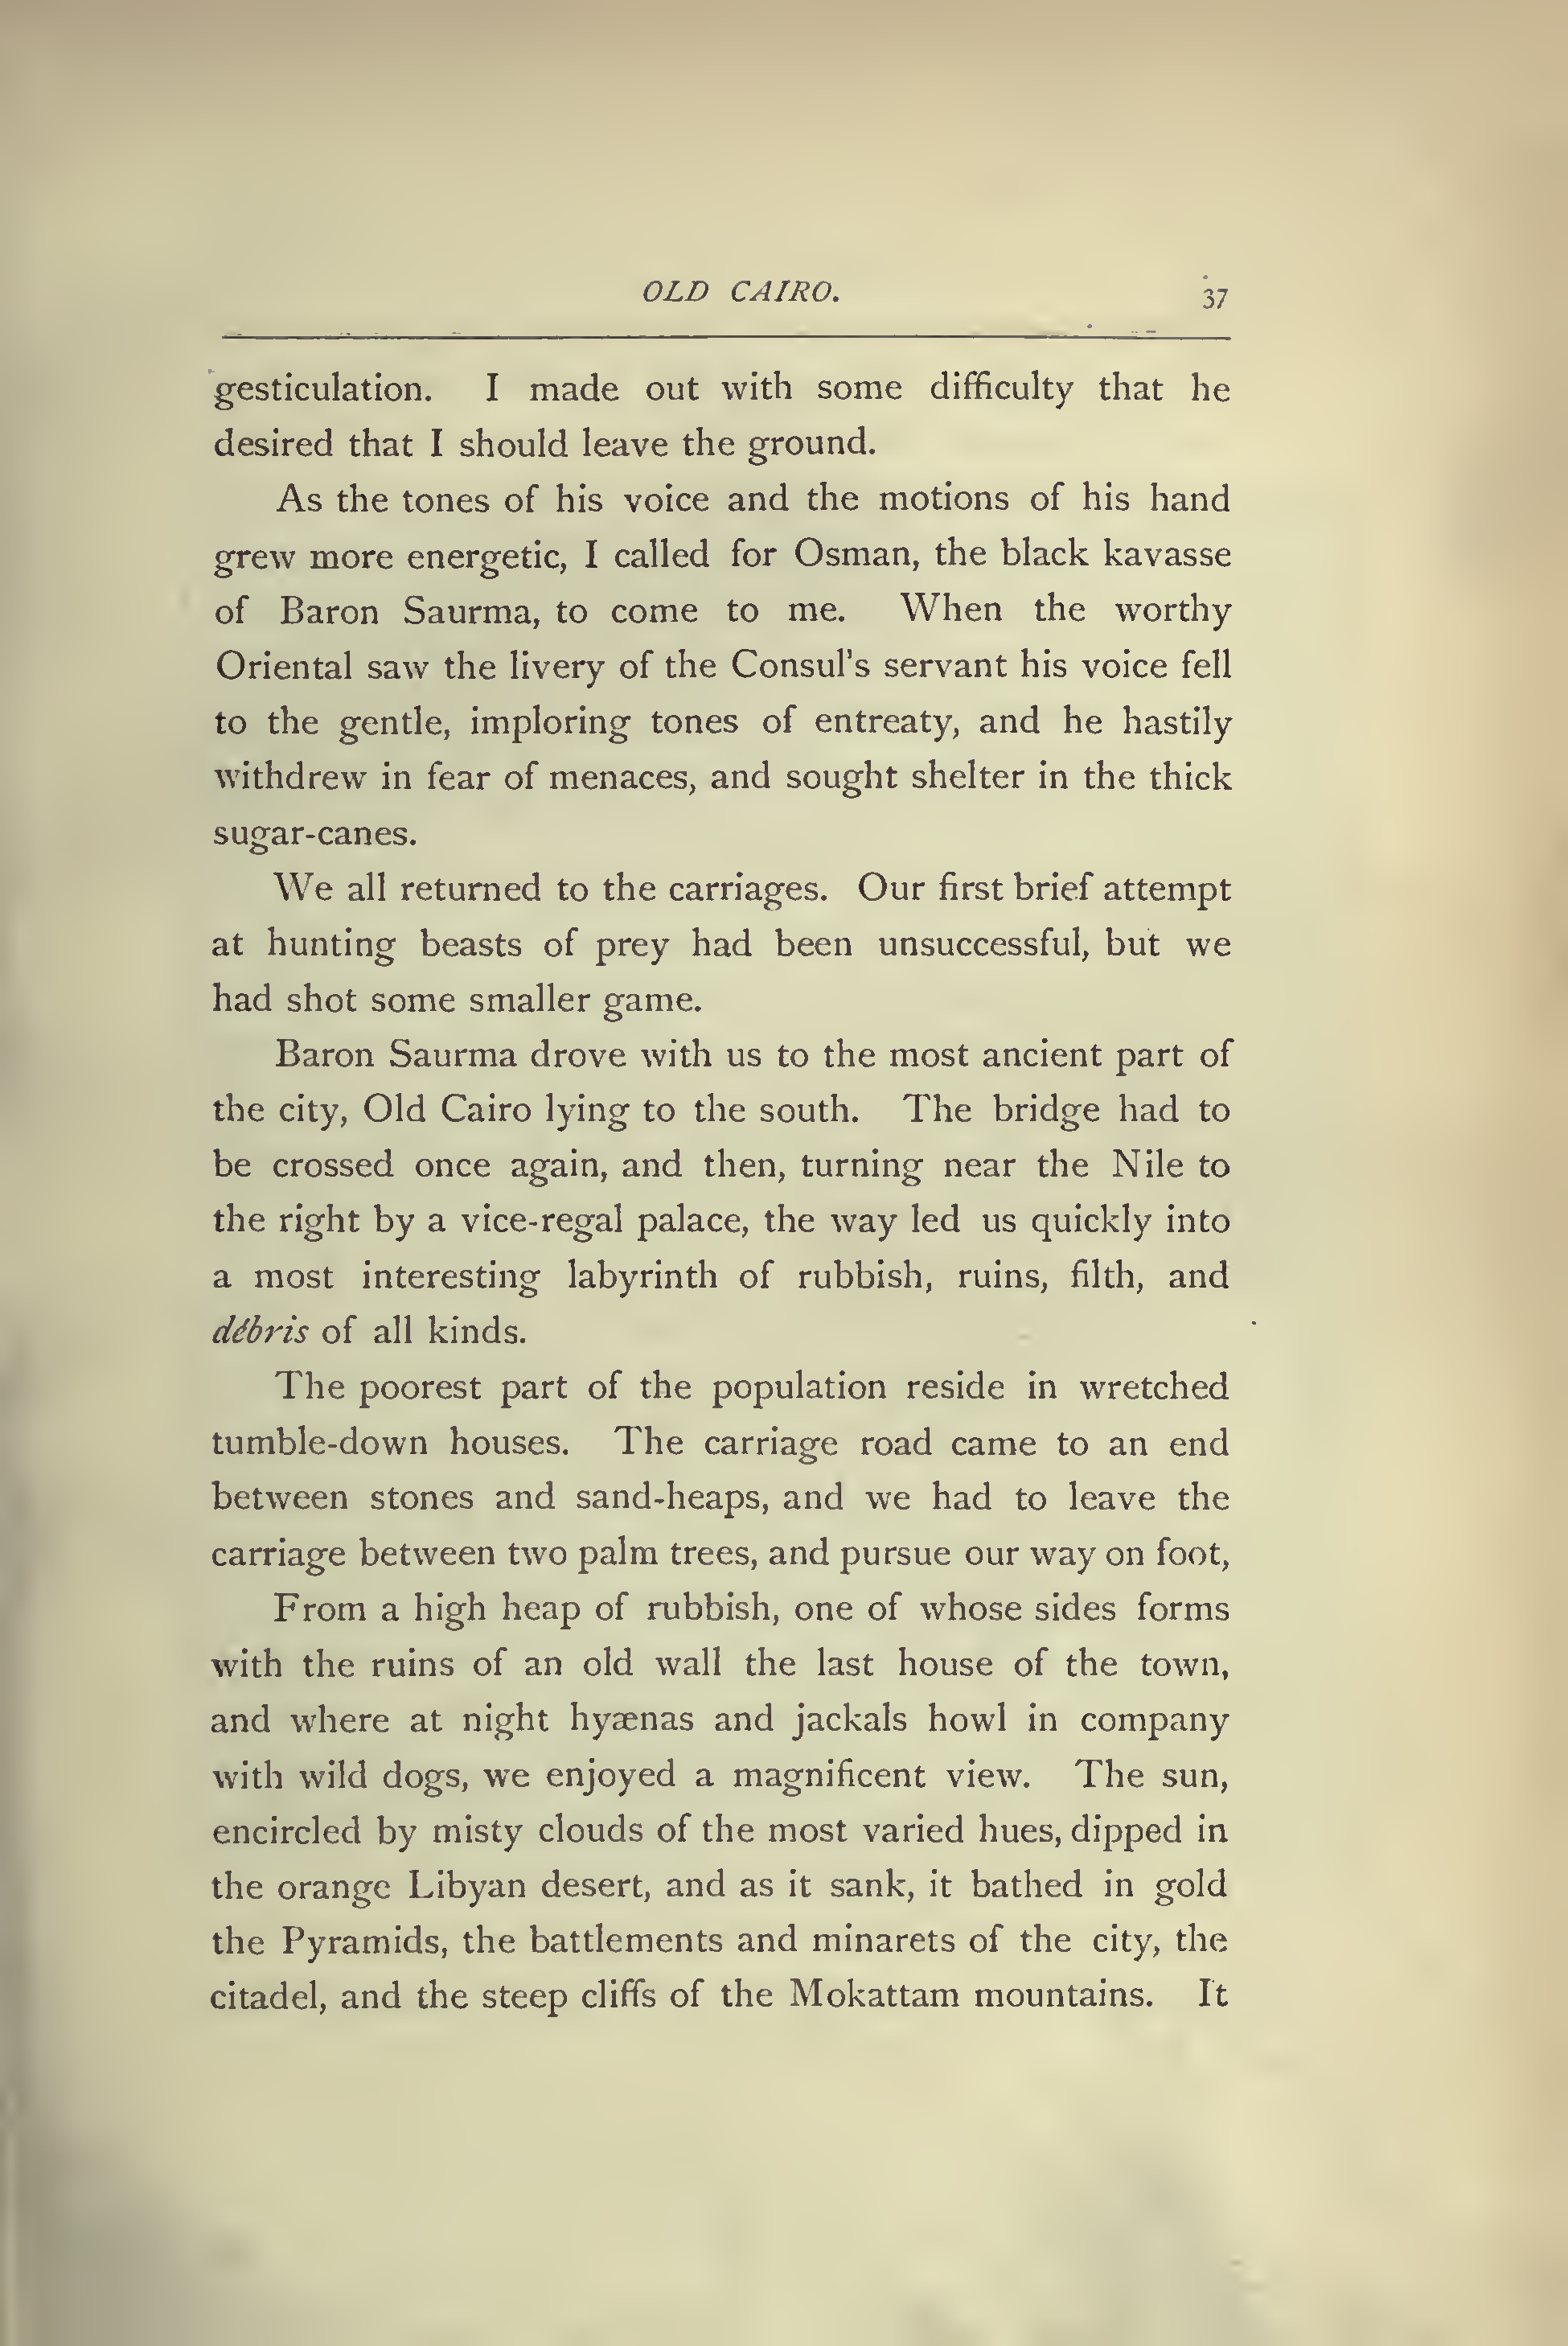 OLD CAIRO. 37
gesticulation. I made out with some difficulty that he
desired that I should leave the ground.
As the tones of his voice and the motions of his hand
grew more energetic, I called for Osman, the black kavasse
of Baron Saurma, to come to me. When the worthy
Oriental saw the livery of the Consul's servant his voice fell
to the gentle, imploring tones of entreaty, and he hastily
withdrew in fear of menaces, and sought shelter in the thick
sugar-canes.
We all returned to the carriages. Our first brief attempt
at hunting beasts of prey had been unsuccessful, but we
had shot some smaller game.
Baron Saurma drove with us to the most ancient part of
the city, Old Cairo lying to the south. The bridge had to
be crossed once again, and then, turning near the Nile to
the right by a vice-regal palace, the way led us quickly into
a most interesting labyrinth of rubbish, ruins, filth, and
débris of all kinds.
The poorest part of the population reside in wretched
tumble-down houses. The carriage road came to an end
between stones and sand-heaps, and we had to leave the
carriage between two palm trees, and pursue our way on foot,
From a high heap of rubbish, one of whose sides forms
with the ruins of an old wall the last house of the town,
and where at night hyænas and jackals howl in company
with wild dogs, we enjoyed a magnificent view. The sun,
encircled by misty clouds of the most varied hues, dipped in
the orange Libyan desert, and as it sank, it bathed in gold
the Pyramids, the battlements and minarets of the city, the
citadel, and the steep cliffs of the Mokattam mountains. It